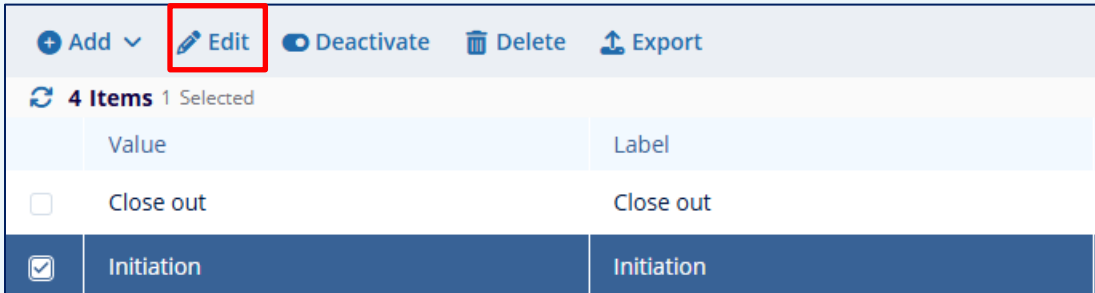 Add Edit Deactivate Delete Export
4 Items 1 Selected
Value Label
Close out Close out
Initiation Initiation